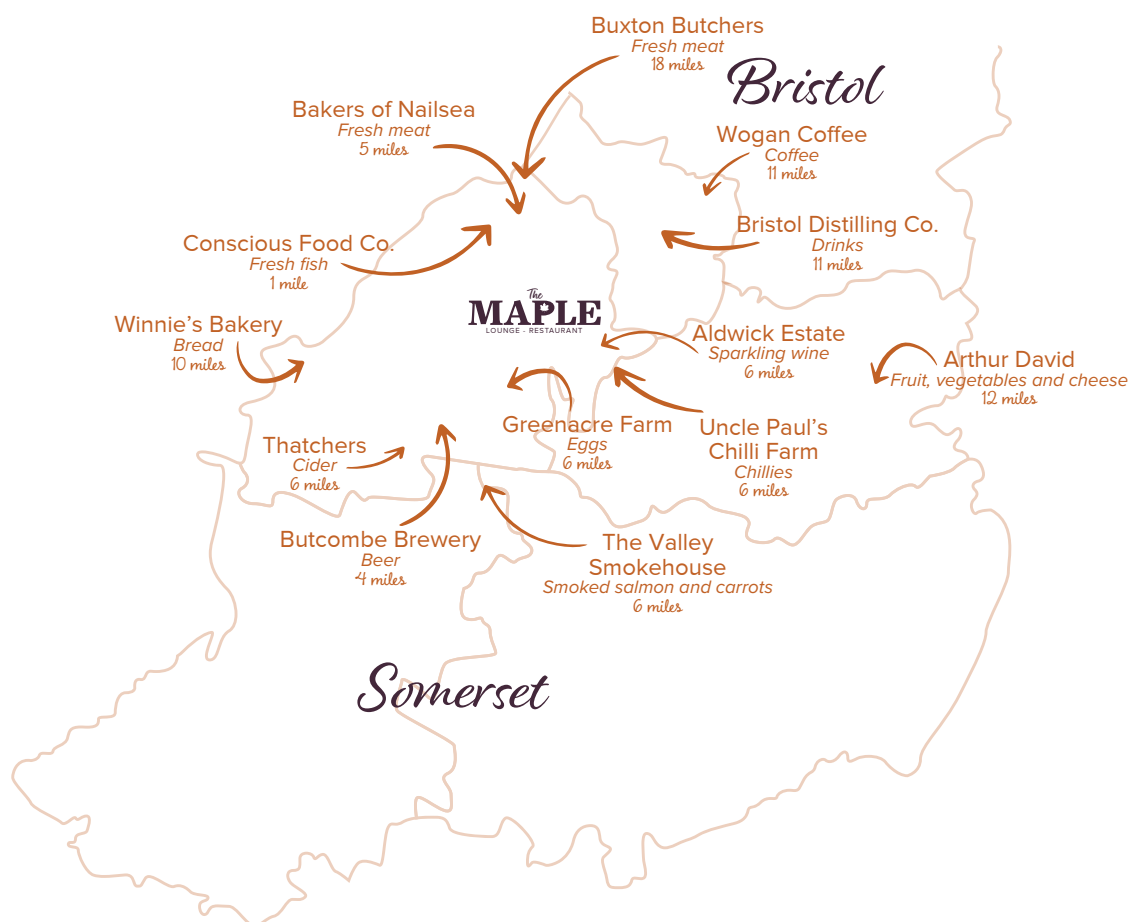 Buxton Butchers
Fresh meat
18 miles
Bristol
Bakers of Nailsea
Fresh meat
5 miles
Wogan Coffee
Coffee
11 miles
Conscious Food Co.
Fresh fish
1 mile
Bristol Distilling Co.
Drinks
11 miles
The
MAPLE
LOUNGE - RESTAURANT
Winnie's Bakery
Bread
10 miles
Aldwick Estate
Sparkling wine
6 miles
Arthur David
Fruit, vegetables and cheese
12 miles
Greenacre Farm
Eggs
6 miles
Uncle Paul's
Chilli Farm
Chillies
6 miles
Thatchers
Cider
6 miles
Butcombe Brewery
Beer
4 miles
The Valley
Smokehouse
Smoked salmon and carrots
6 miles
Somerset